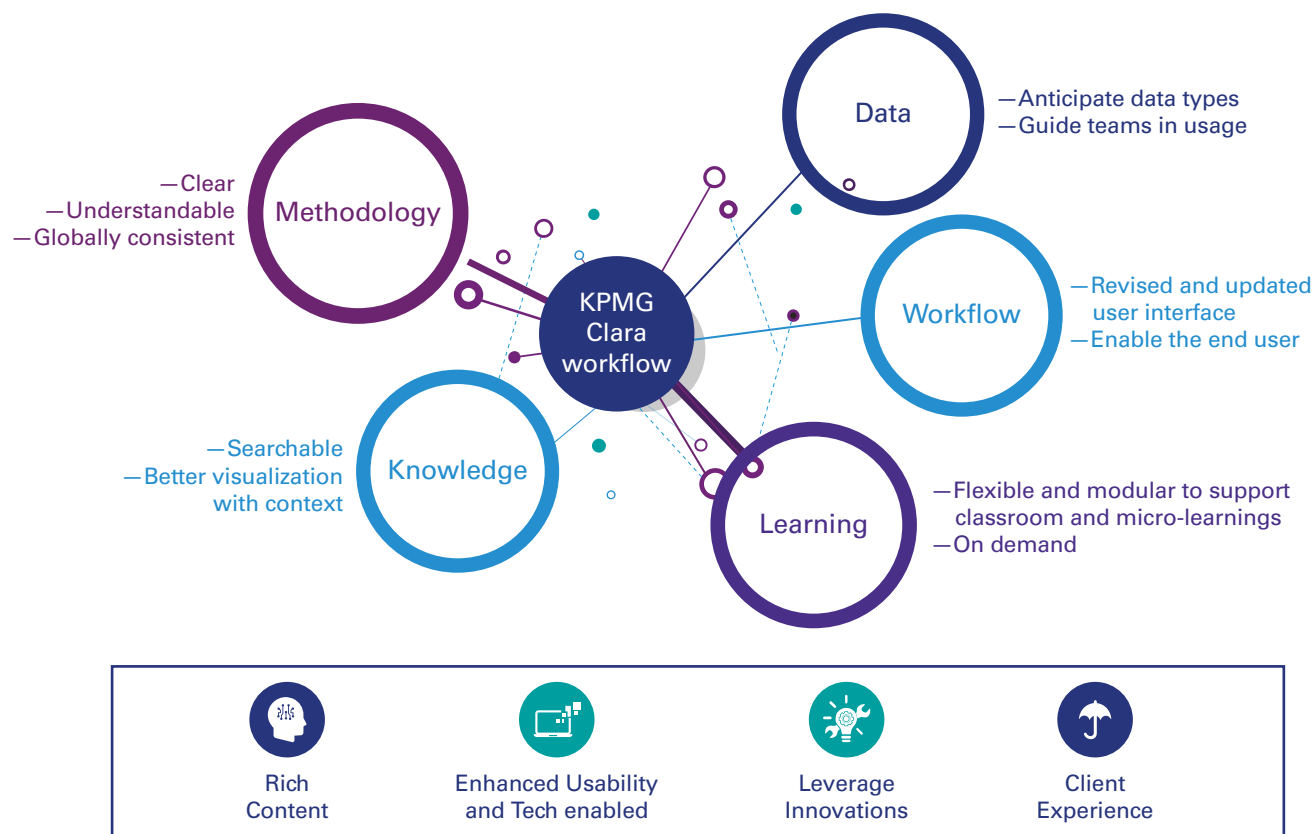 Data
—Anticipate data types
—Guide teams in usage
Methodology
—Clear
—Understandable
—Globally consistent
KPMG
Clara
workflow
Workflow
—Revised and updated
user interface
—Enable the end user
Knowledge
—Searchable
—Better visualization
with context
Learning
—Flexible and modular to support
classroom and micro-learnings
—On demand
Rich
Content
Enhanced Usability
and Tech enabled
Leverage
Innovations
Client
Experience